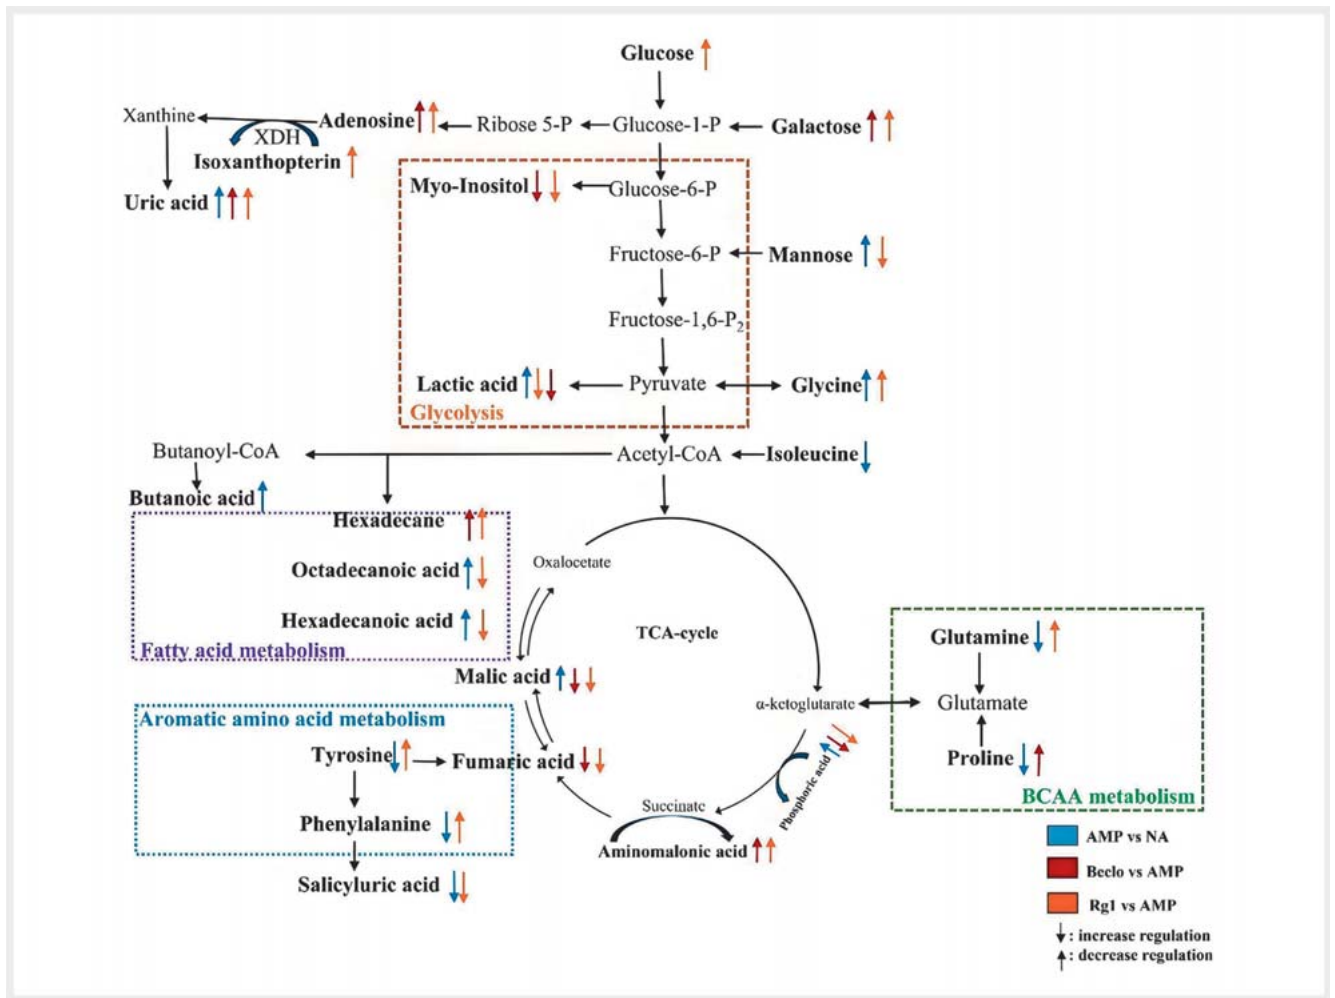 Glucose
Xanthine
Adenosine
Ribose 5-P
Glucose-1-P
Galactose
XDH
Isoxanthopterin
Uric acid
Myo-Inositol
Glucose-6-P
Fructose-6-P
Mannose
Fructose-1,6-P2
Lactic acid
Pyruvate
Glycine
Glycolysis
Butanoyl-CoA
Acetyl-CoA
Isoleucine
Butanoic acid
Hexadecane
Octadecanoic acid
Hexadecanoic acid
Fatty acid metabolism
Oxalocetate
TCA-cycle
Malic acid
α-ketoglutarate
Glutamine
Glutamate
Proline
BCAA metabolism
Aromatic amino acid metabolism
Tyrosine
Fumaric acid
Phosphoric acid
Phenylalanine
Succinate
Aminomalonic acid
Salicyluric acid
AMP vs NA
Beclo vs AMP
Rg1 vs AMP
↓: increase regulation
↑: decrease regulation